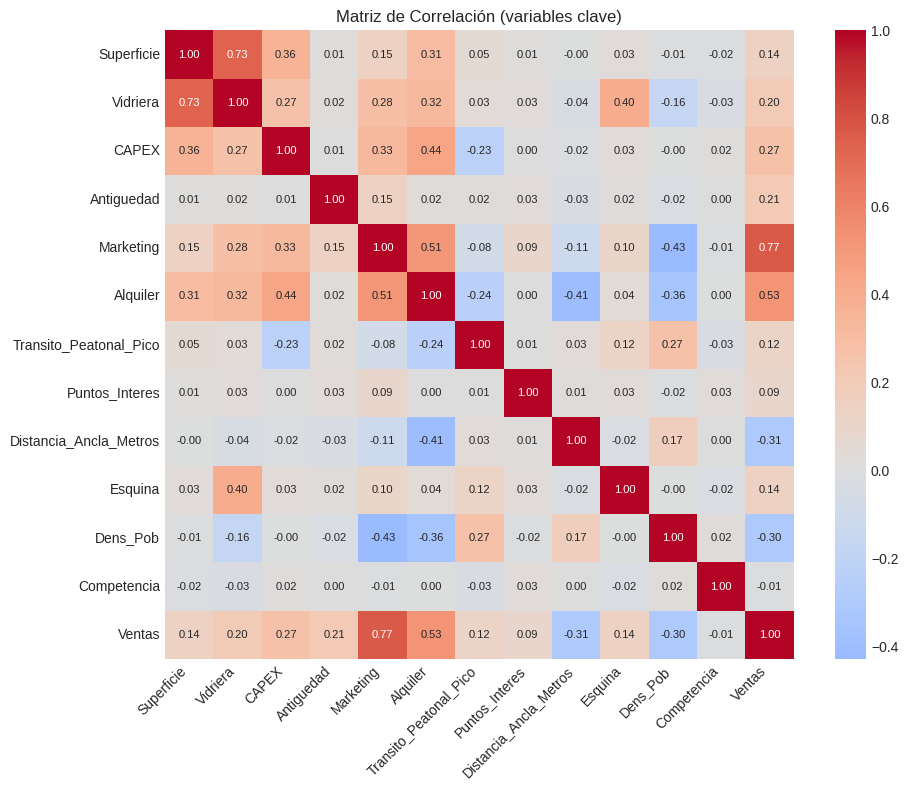 Matriz de Correlación (variables clave)
Superficie 1.00 0.73 0.36 0.01 0.15 0.31 0.05 0.01 -0.00 0.03 -0.01 -0.02 0.14
Vidriera 0.73 1.00 0.27 0.02 0.28 0.32 0.03 0.03 -0.04 0.40 -0.16 -0.03 0.20
CAPEX 0.36 0.27 1.00 0.01 0.33 0.44 -0.23 0.00 -0.02 0.03 -0.00 0.02 0.27
Antiguedad 0.01 0.02 0.01 1.00 0.15 0.02 0.02 0.03 -0.03 0.02 -0.02 0.00 0.21
Marketing 0.15 0.28 0.33 0.15 1.00 0.51 -0.08 0.09 -0.11 0.10 -0.43 -0.01 0.77
Alquiler 0.31 0.32 0.44 0.02 0.51 1.00 -0.24 0.00 -0.41 0.04 -0.36 0.00 0.53
Transito_Peatonal_Pico 0.05 0.03 -0.23 0.02 -0.08 -0.24 1.00 0.01 0.03 0.12 0.27 -0.03 0.12
Puntos_Interes 0.01 0.03 0.00 0.03 0.09 0.00 0.01 1.00 0.01 0.03 -0.02 0.03 0.09
Distancia_Ancla_Metros -0.00 -0.04 -0.02 -0.03 -0.11 -0.41 0.03 0.01 1.00 -0.02 0.17 0.00 -0.31
Esquina 0.03 0.40 0.03 0.02 0.10 0.04 0.12 0.03 -0.02 1.00 -0.00 -0.02 0.14
Dens_Pob -0.01 -0.16 -0.00 -0.02 -0.43 -0.36 0.27 -0.02 0.17 -0.00 1.00 0.02 -0.30
Competencia -0.02 -0.03 0.02 0.00 -0.01 0.00 -0.03 0.03 0.00 -0.02 0.02 1.00 -0.01
Ventas 0.14 0.20 0.27 0.21 0.77 0.53 0.12 0.09 -0.31 0.14 -0.30 -0.01 1.00
Superficie
Vidriera
CAPEX
Antiguedad
Marketing
Alquiler
Transito_Peatonal_Pico
Puntos_Interes
Distancia_Ancla_Metros
Esquina
Dens_Pob
Competencia
Ventas
1.0
0.8
0.6
0.4
0.2
0.0
−0.2
−0.4